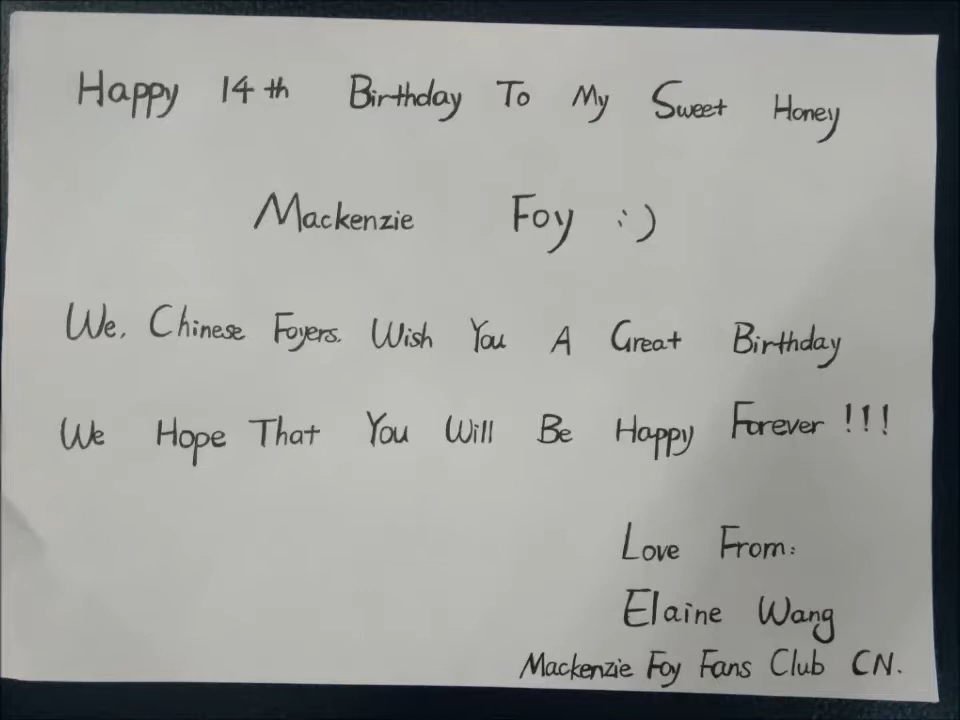 Happy 14th Birthday To My Sweet Honey
Mackenzie Foy :)
We, Chinese Foyers, Wish You A Great Birthday
We Hope That You Will Be Happy Forever !!!
Love From:
Elaine Wang
Mackenzie Foy Fans Club CN.